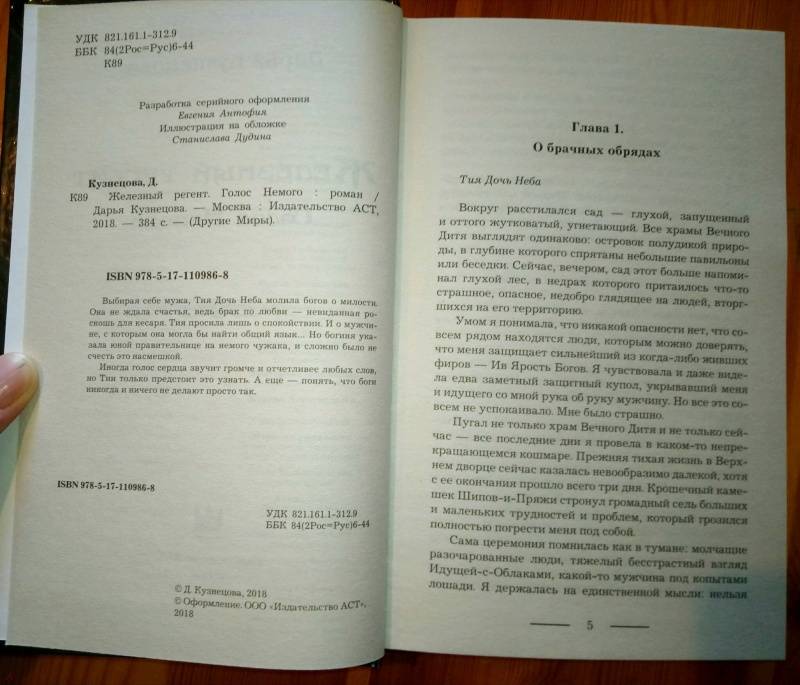 УДК 821.161.1-312.9
ББК 84(2Рос=Рус)6-44
К89
Разработка серийного оформления
Евгения Антофия
Иллюстрация на обложке
Станислава Дудина
Кузнецова, Д.
К89 Железный регент. Голос Немого : роман /
Дарья Кузнецова. — Москва : Издательство АСТ,
2018. — 384 с. — (Другие Миры).
ISBN 978-5-17-110986-8
Выбирая себе мужа, Тия Дочь Неба молила богов о милости.
Она не ждала счастья, ведь брак по любви — невиданная ро-
скошь для кесаря. Тия просила лишь о спокойствии. И о мужчи-
не, с которым она могла бы найти общий язык... Но богиня ука-
зала юной правительнице на немого чужака, и сложно было не
счесть это насмешкой.
Иногда голос сердца звучит громче и отчетливее любых слов,
но Тия только предстоит это узнать. А еще — понять, что боги
никогда и ничего не делают просто так.
ISBN 978-5-17-110986-8
УДК 821.161.1-312.9
ББК 84(2Рос=Рус)6-44
© Д. Кузнецова, 2018
© Оформление. ООО «Издательство АСТ»,
2018
Глава 1.
О брачных обрядах
Тия Дочь Неба
Вокруг расстилался сад — глухой, запущенный
и оттого жутковатый, угнетающий. Все храмы Вечного
Дитя выглядят одинаково: островок полудикой приро-
ды, в глубине которого спрятаны небольшие павильоны
или беседки. Сейчас, вечером, сад этот больше напоми-
нал глухой лес, в недрах которого притаилось что-то
страшное, опасное, недобро глядящее на людей, вторг-
шихся на его территорию.
Умом я понимала, что никакой опасности нет, что со-
всем рядом находятся люди, которым можно доверять,
что меня защищает сильнейший из когда-либо живших
фиров — Ив Ярость Богов. Я чувствовала и даже виде-
ла едва заметный защитный купол, укрывавший меня
и идущего со мной рука об руку мужчину. Но все это со-
всем не успокаивало. Мне было страшно.
Пугал не только храм Вечного Дитя и не только сей-
час — все последние дни я провела в каком-то непре-
кращающемся кошмаре. Прежняя тихая жизнь в Верх-
нем дворце сейчас казалась невообразимо далекой, хотя
с ее окончания прошло всего три дня. Крошечный каме-
шек Шипов-и-Пряжи стронул громадный сель больших
и маленьких трудностей и проблем, который грозился
полностью погрести меня под собой.
Сама церемония помнилась как в тумане: молчащие
разочарованные люди, тяжелый бесстрастный взгляд
Идущей-с-Облаками, какой-то мужчина под копытами
лошади. Я держалась на единственной мысли: нельзя
5